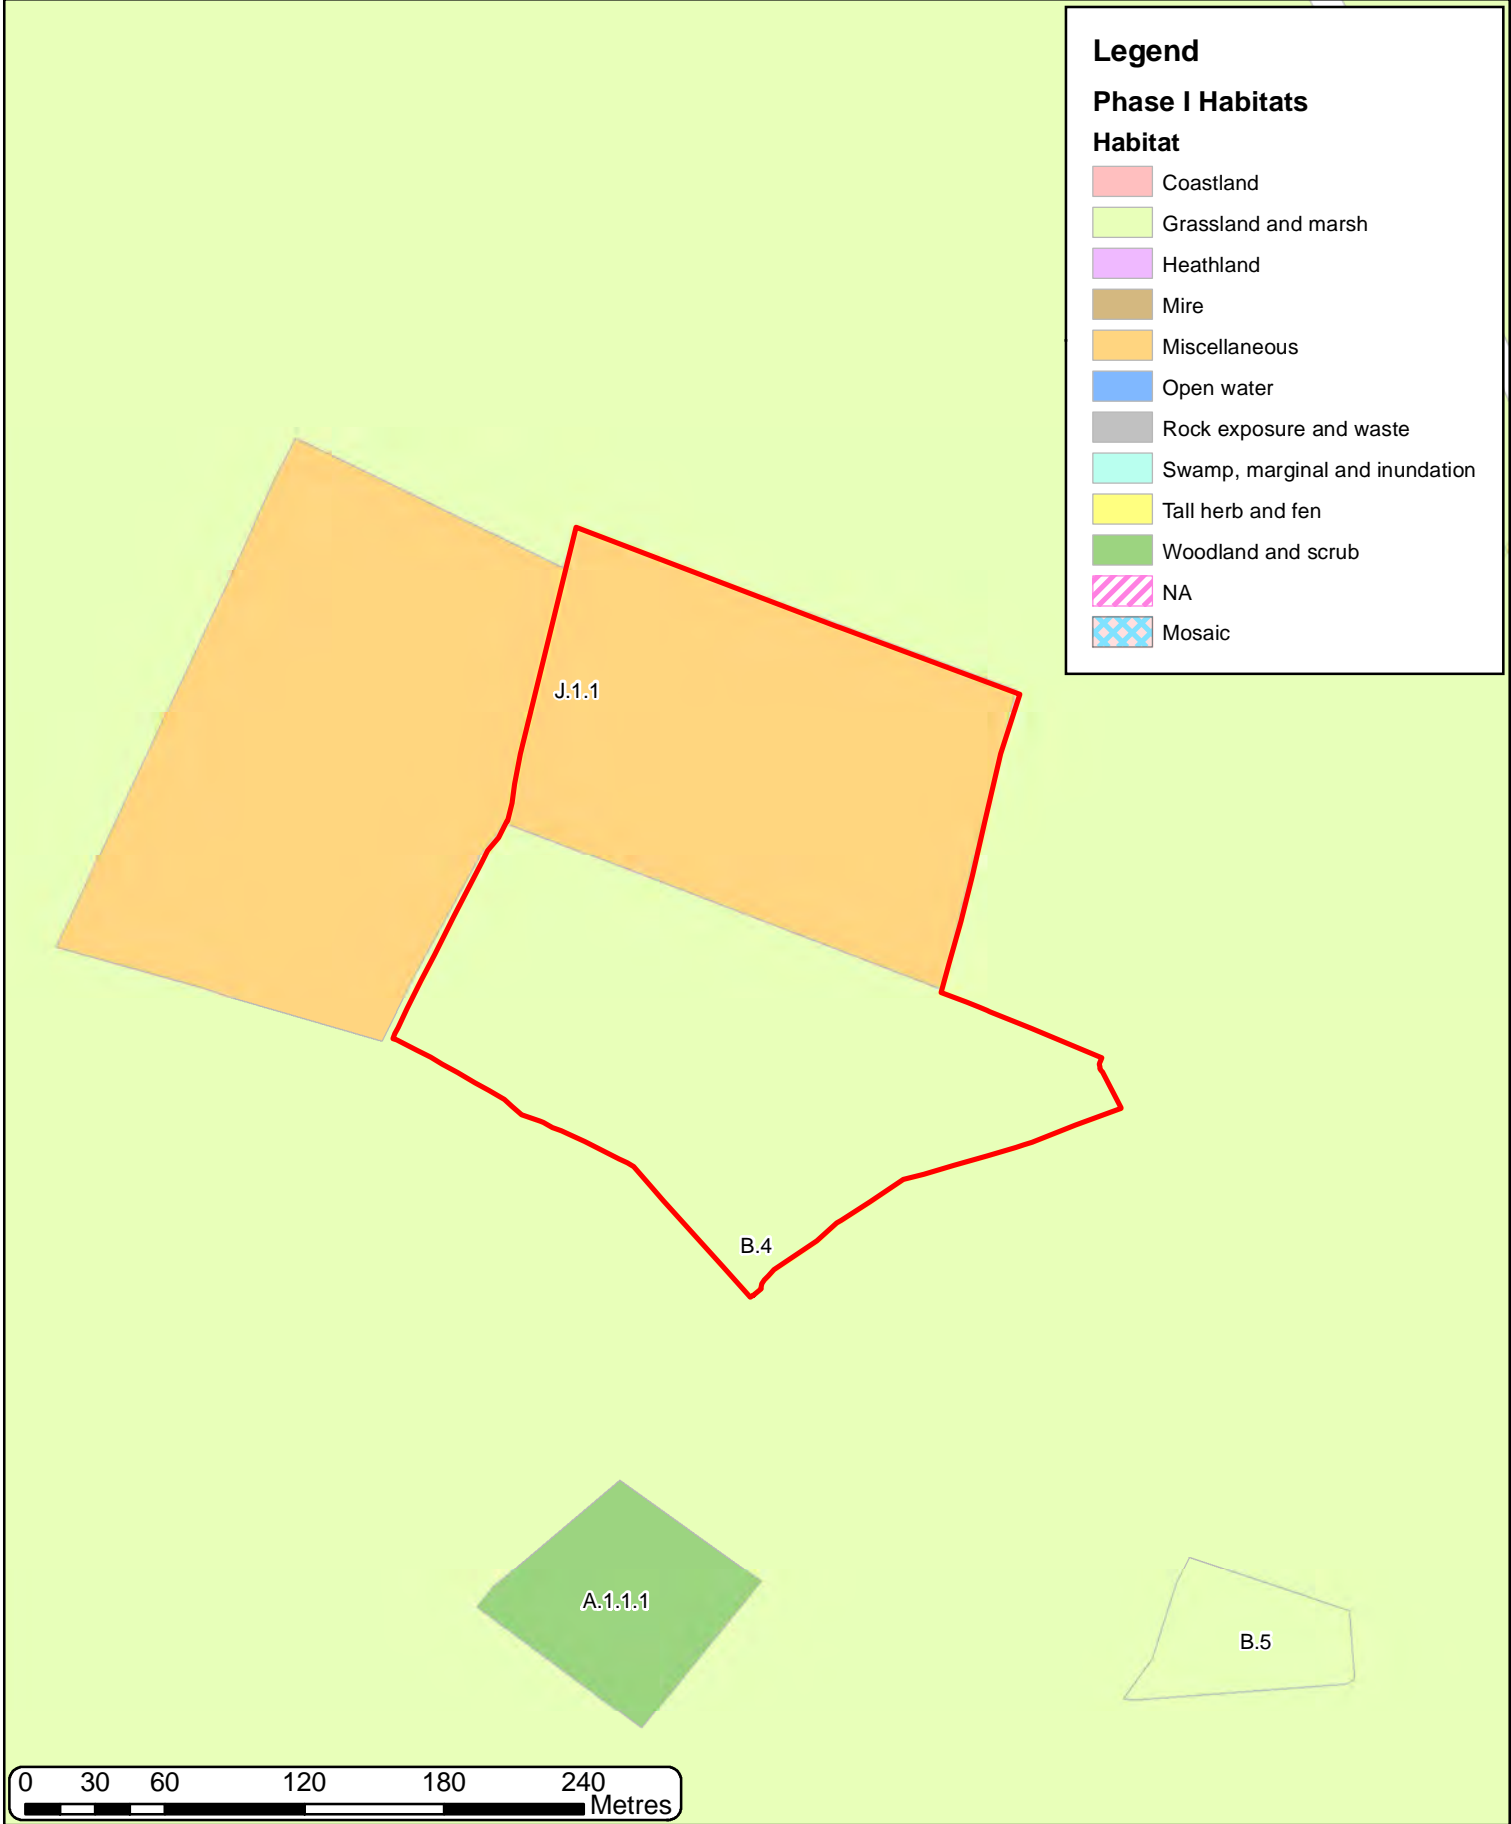 Legend
Phase I Habitats
Habitat
Coastland
Grassland and marsh
Heathland
Mire
Miscellaneous
Open water
Rock exposure and waste
Swamp, marginal and inundation
Tall herb and fen
Woodland and scrub
NA
Mosaic
J.1.1
B.4
A.1.1.1
B.5
0 30 60 120 180 240
Metres